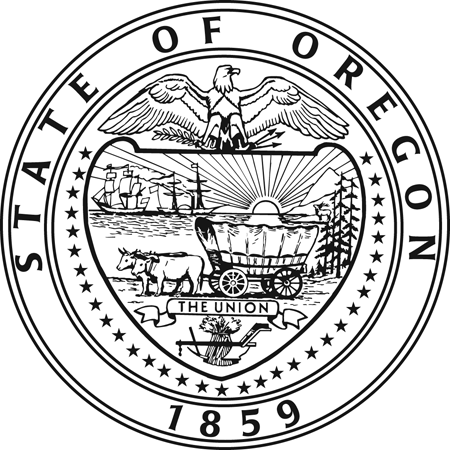 STATE OF OREGON
THE UNION
1859